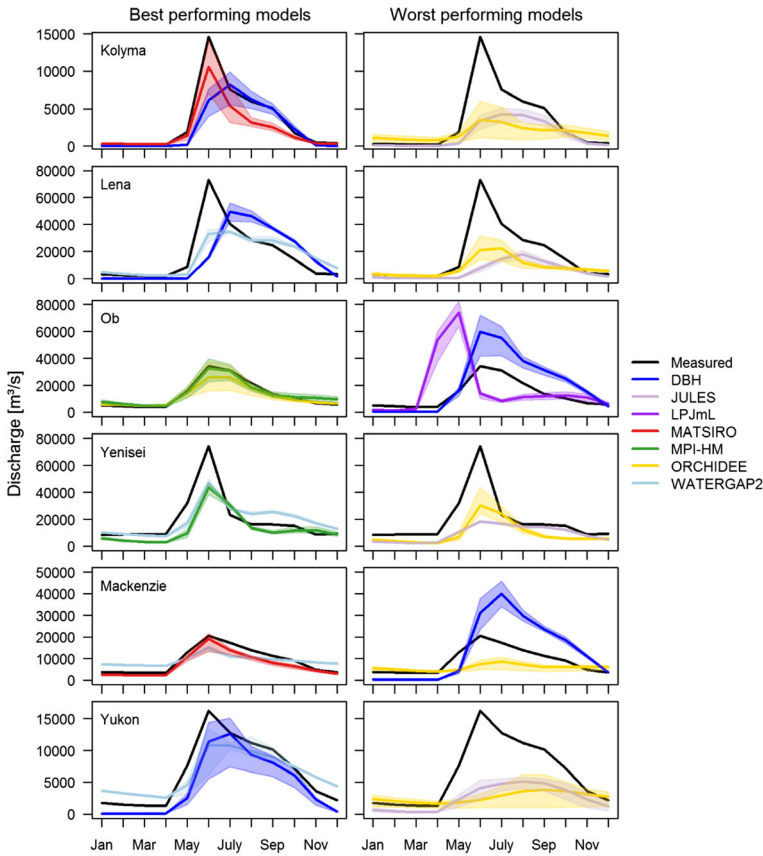 Best performing models
Worst performing models
Discharge [m³/s]
Kolyma
15000
10000
5000
0
Lena
80000
60000
40000
20000
0
Ob
80000
60000
40000
20000
0
Yenisei
80000
60000
40000
20000
0
Mackenzie
50000
40000
30000
20000
10000
0
Yukon
15000
10000
5000
0
Jan Mar May July Sep Nov
Jan Mar May July Sep Nov
Measured
DBH
JULES
LPJmL
MATSIRO
MPI-HM
ORCHIDEE
WATERGAP2